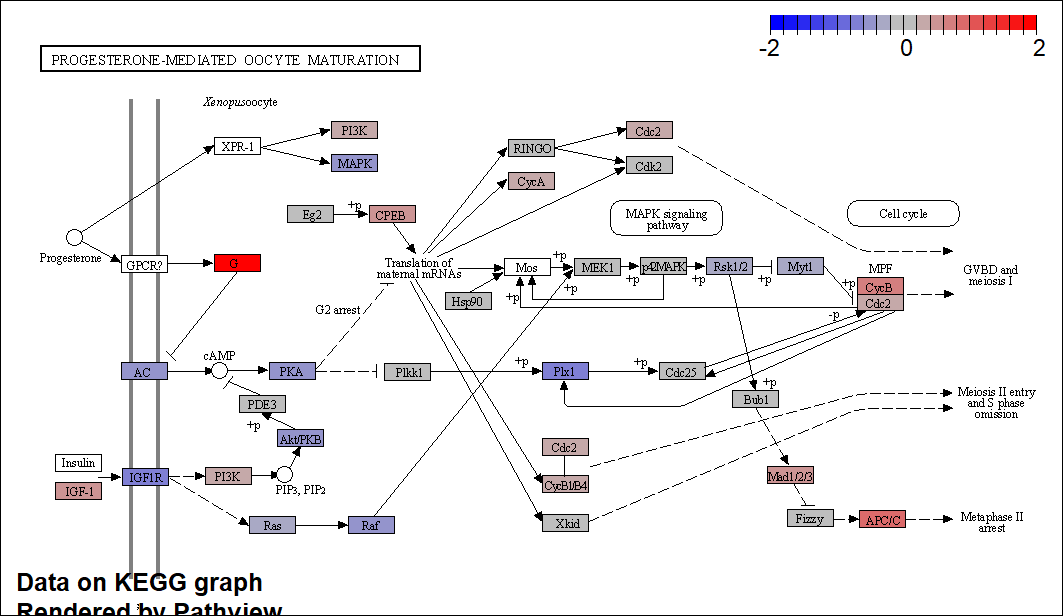 -2 0 2
PROGESTERONE-MEDIATED OOCYTE MATURATION
Xenopusoocyte
XPR-1
PI3K
MAPK
RINGO
CycA
Cdc2
Cdk2
Eg2
+p
CPEB
MAPK signaling
pathway
Cell cycle
Progesterone
GPCR?
G
Translation of
maternal mRNAs
Mos
+p
MEK1
+p
p42MAPK
+p
Rsk1/2
+p
Myt1
+p
MPF
CycB
Cdc2
GVBD and
meiosis I
Hsp90
+p
+p
-p
G2 arrest
cAMP
AC
PKA
Plkk1
+p
Plx1
+p
Cdc25
PDE3
+p
Akt/PKB
+p
Bub1
Meiosis II entry
and S phase
omission
Insulin
IGF-1
IGF1R
PI3K
PIP3, PIP2
Cdc2
CycB1/B4
Mad1/2/3
Ras
Raf
Xkid
Fizzy
APC/C
Metaphase II
arrest
Data on KEGG graph
Rendered by Pathview